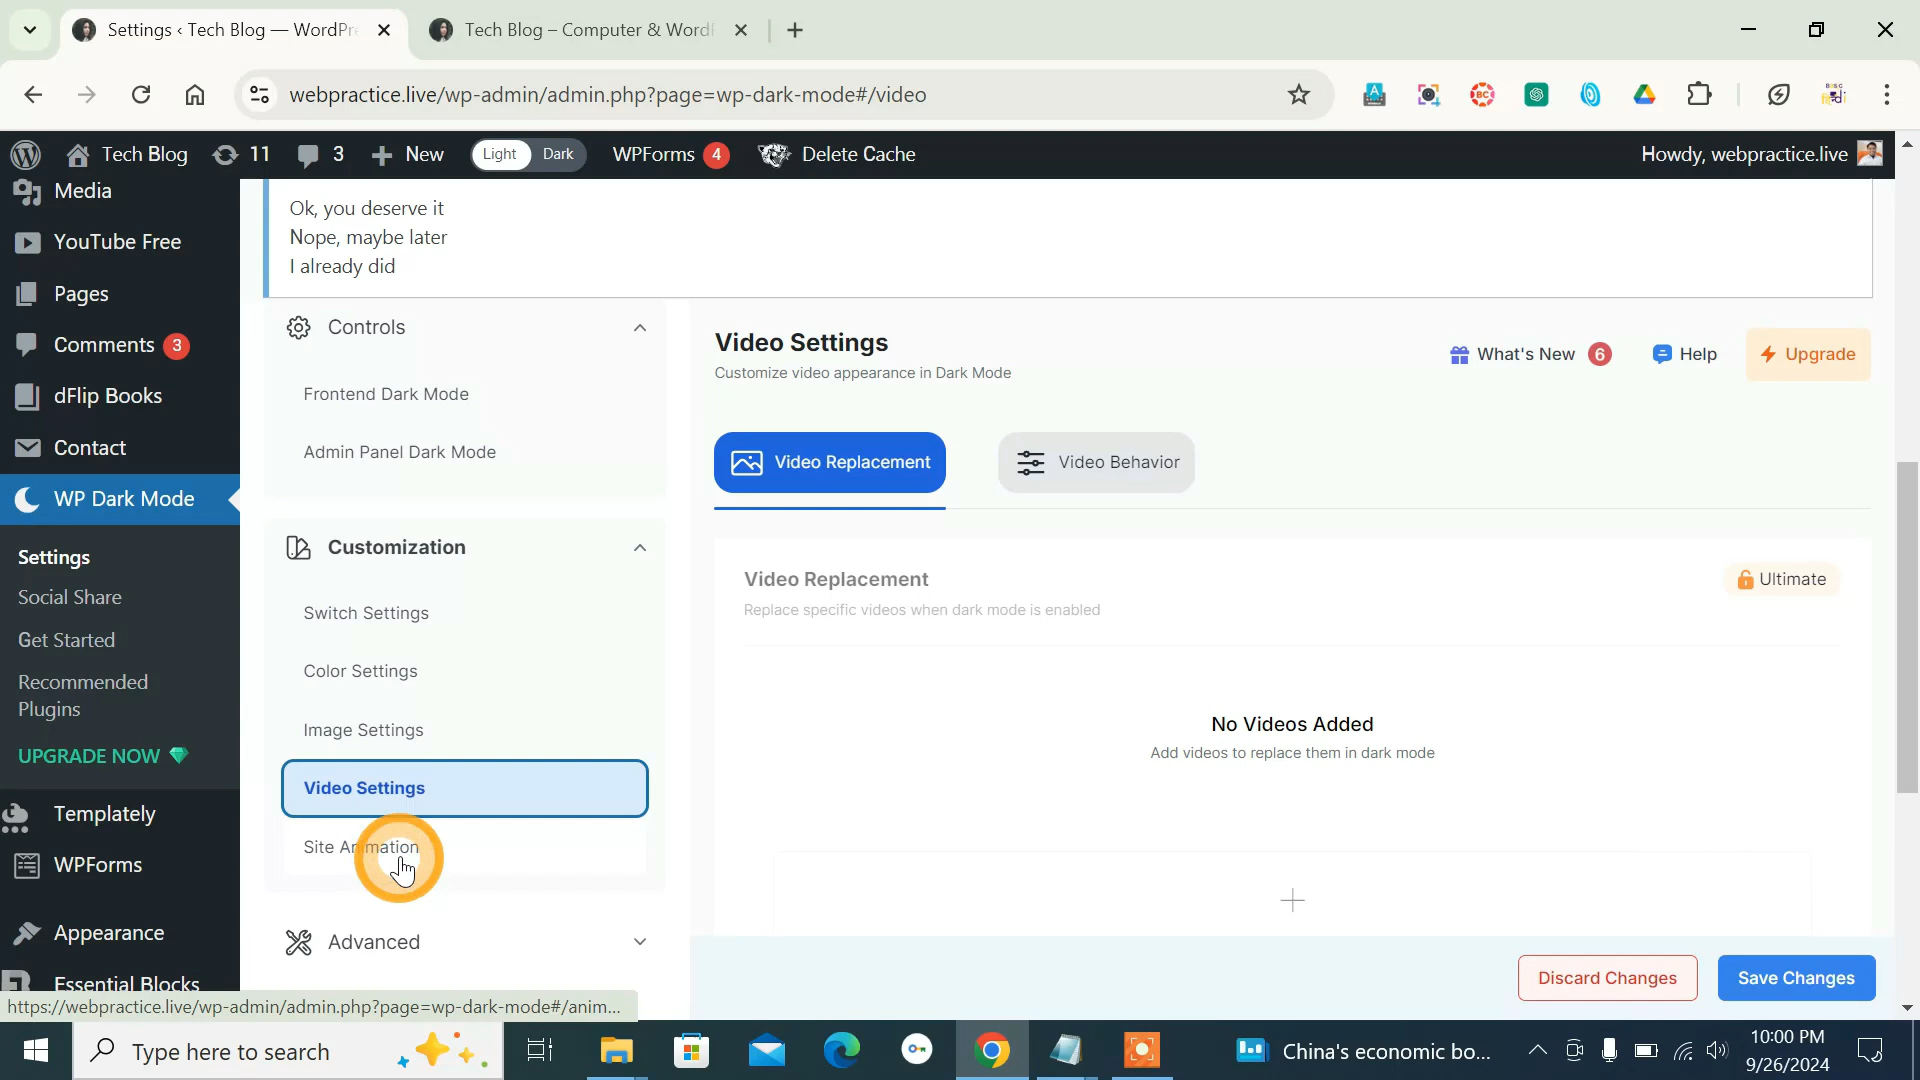 Settings ‹ Tech Blog — WordPre
Tech Blog – Computer & Word
webpractice.live/wp-admin/admin.php?page=wp-dark-mode#/video
Tech Blog
11
3
New
Light
Dark
WPForms
4
Delete Cache
Howdy, webpractice.live
Media
YouTube Free
Pages
Comments 3
dFlip Books
Contact
WP Dark Mode
Settings
Social Share
Get Started
Recommended
Plugins
UPGRADE NOW
Templately
WPForms
Appearance
Essential Blocks
https://webpractice.live/wp-admin/admin.php?page=wp-dark-mode#/anim...
Ok, you deserve it
Nope, maybe later
I already did
Controls
Frontend Dark Mode
Admin Panel Dark Mode
Customization
Switch Settings
Color Settings
Image Settings
Video Settings
Site Animation
Advanced
Video Settings
Customize video appearance in Dark Mode
What's New 6
Help
Upgrade
Video Replacement
Video Behavior
Video Replacement
Ultimate
Replace specific videos when dark mode is enabled
No Videos Added
Add videos to replace them in dark mode
Discard Changes
Save Changes
Type here to search
China's economic bo...
10:00 PM
9/26/2024